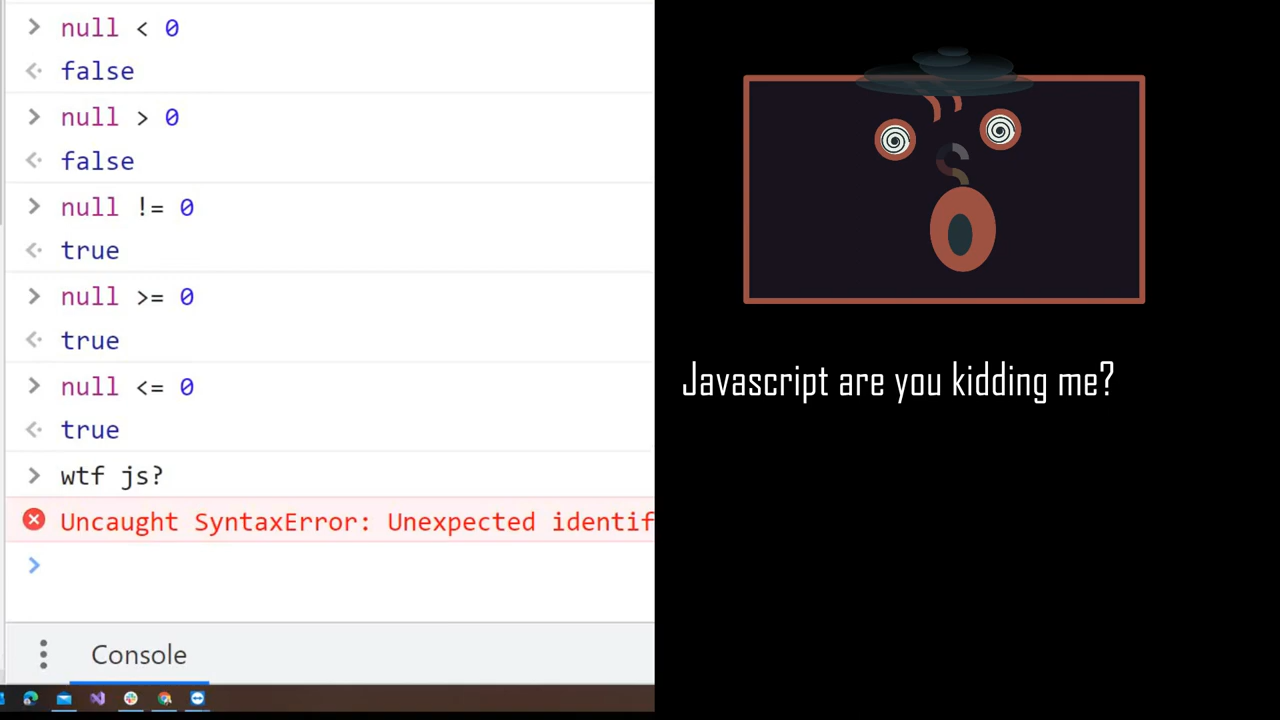 null < 0
false
null > 0
false
null != 0
true
null >= 0
true
null <= 0
true
wtf js?
Uncaught SyntaxError: Unexpected identif
Console
Javascript are you kidding me?